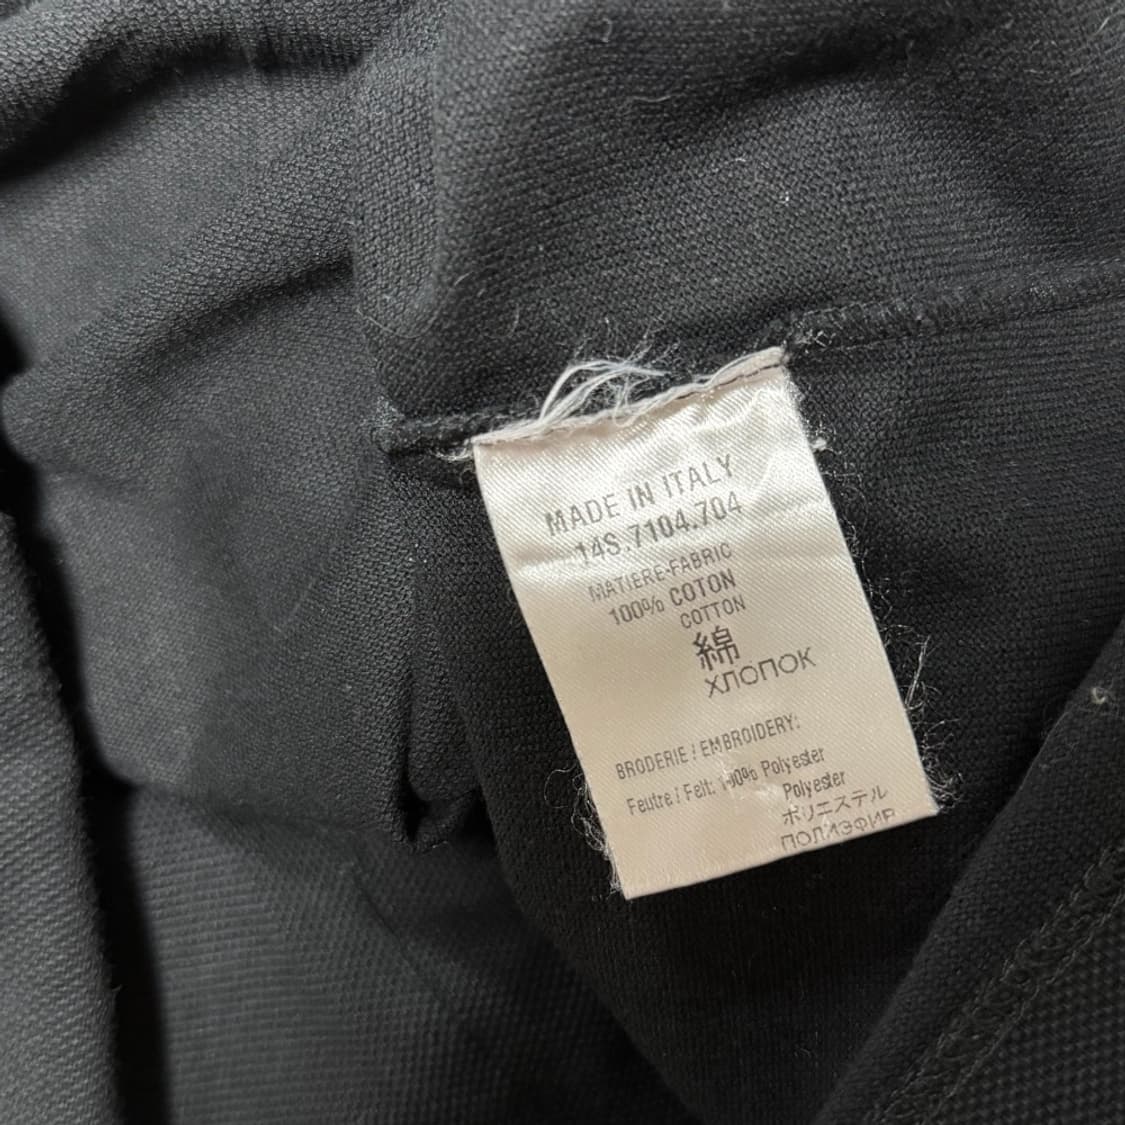 MADE IN ITALY
14S.7104.704
MATIERE-FABRIC
100% COTON
COTTON
綿
ХЛОПОК
BRODERIE / EMBROIDERY:
Feutre / Felt: 100% Polyester
Polyester
ポリエステル
ПОЛИЭФИР